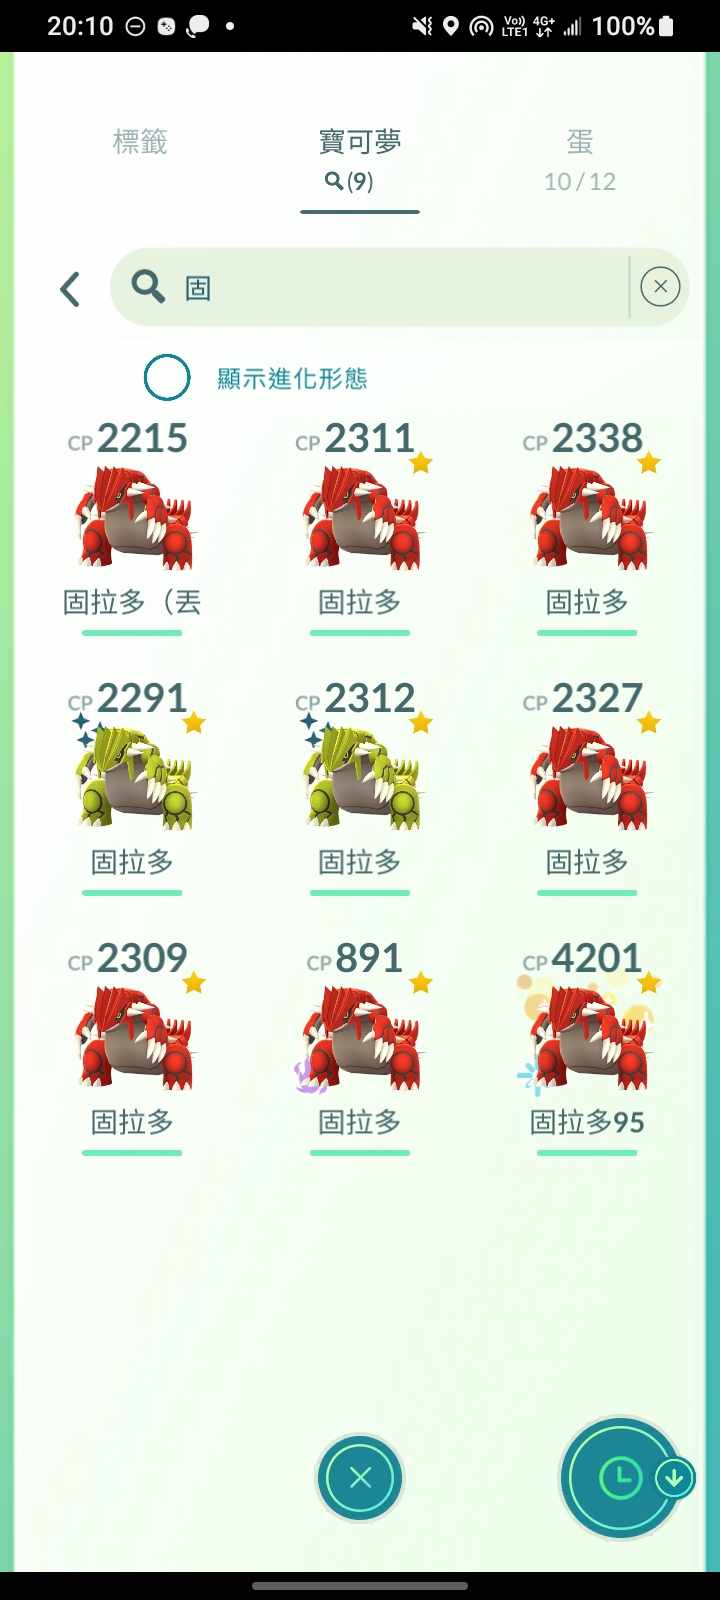 20:10
Vo)) LTE1 4G+ 100%
標籤 寶可夢 蛋
(9) 10 / 12
固
顯示進化形態
CP 2215 CP 2311 CP 2338
固拉多（丟 固拉多 固拉多
CP 2291 CP 2312 CP 2327
固拉多 固拉多 固拉多
CP 2309 CP 891 CP 4201
固拉多 固拉多 固拉多95